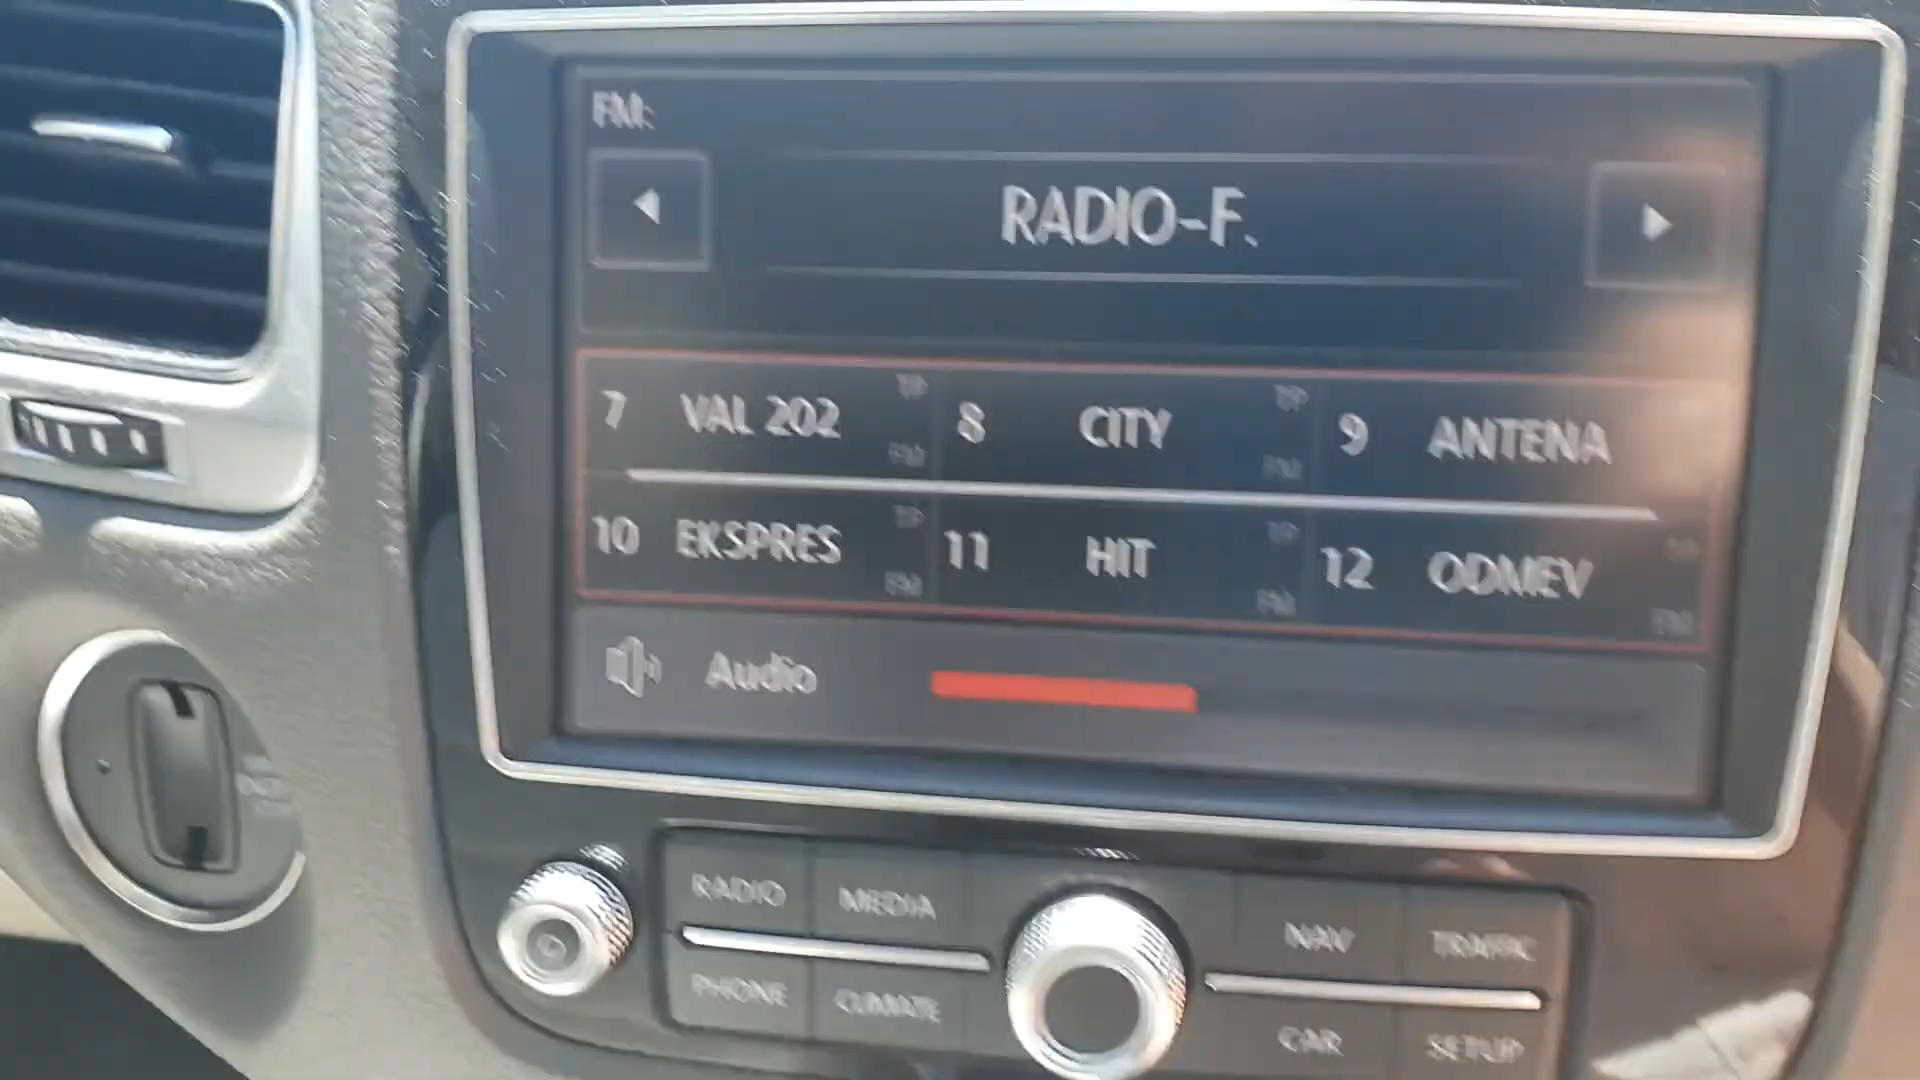 FM:
RADIO-F.
7 VAL 202 TP FM 8 CITY TP FM 9 ANTENA
10 EKSPRES TP FM 11 HIT TP FM 12 ODMEV TP FM
Audio
RADIO MEDIA NAV TRAFFIC
PHONE CLIMATE CAR SETUP